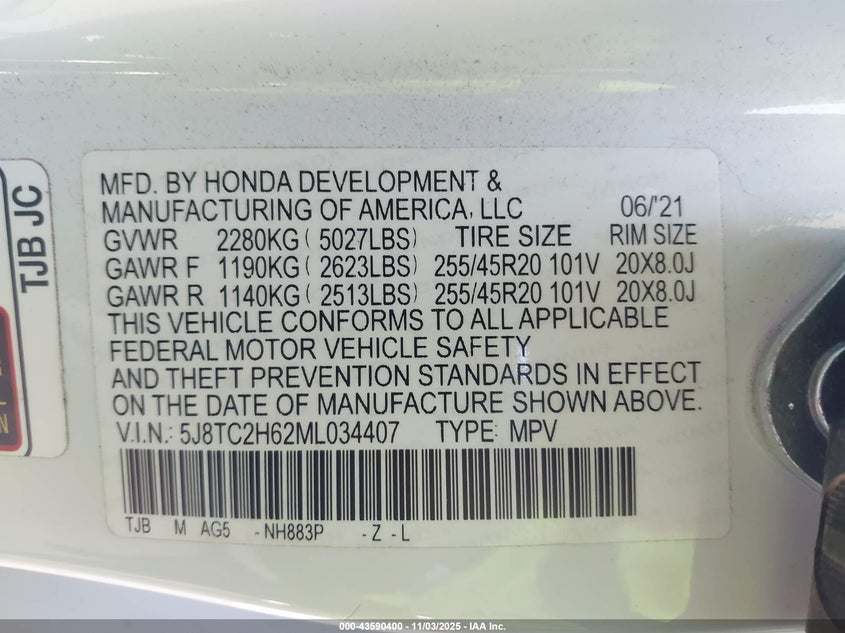 TJB JC
MFD. BY HONDA DEVELOPMENT &
MANUFACTURING OF AMERICA, LLC 06/'21
GVWR 2280KG ( 5027LBS) TIRE SIZE RIM SIZE
GAWR F 1190KG ( 2623LBS) 255/45R20 101V 20X8.0J
GAWR R 1140KG ( 2513LBS) 255/45R20 101V 20X8.0J
THIS VEHICLE CONFORMS TO ALL APPLICABLE
FEDERAL MOTOR VEHICLE SAFETY
AND THEFT PREVENTION STANDARDS IN EFFECT
ON THE DATE OF MANUFACTURE SHOWN ABOVE.
V.I.N.: 5J8TC2H62ML034407 TYPE: MPV
TJB M AG5 -NH883P -Z -L
000-43590400 - 11/03/2025 - IAA Inc.